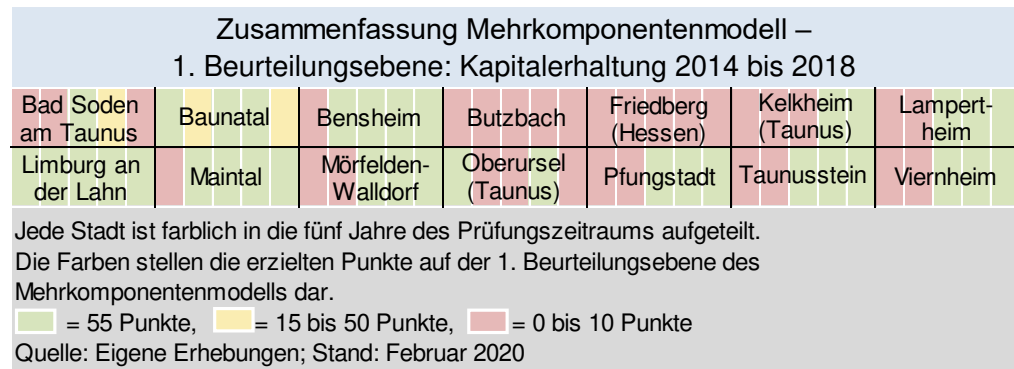 Zusammenfassung Mehrkomponentenmodell –
1. Beurteilungsebene: Kapitalerhaltung 2014 bis 2018
Bad Soden
am Taunus
Baunatal
Bensheim
Butzbach
Friedberg
(Hessen)
Kelkheim
(Taunus)
Lampert-
heim
Limburg an
der Lahn
Maintal
Mörfelden-
Walldorf
Oberursel
(Taunus)
Pfungstadt
Taunusstein
Viernheim
Jede Stadt ist farblich in die fünf Jahre des Prüfungszeitraums aufgeteilt.
Die Farben stellen die erzielten Punkte auf der 1. Beurteilungsebene des
Mehrkomponentenmodells dar.
= 55 Punkte, = 15 bis 50 Punkte, = 0 bis 10 Punkte
Quelle: Eigene Erhebungen; Stand: Februar 2020